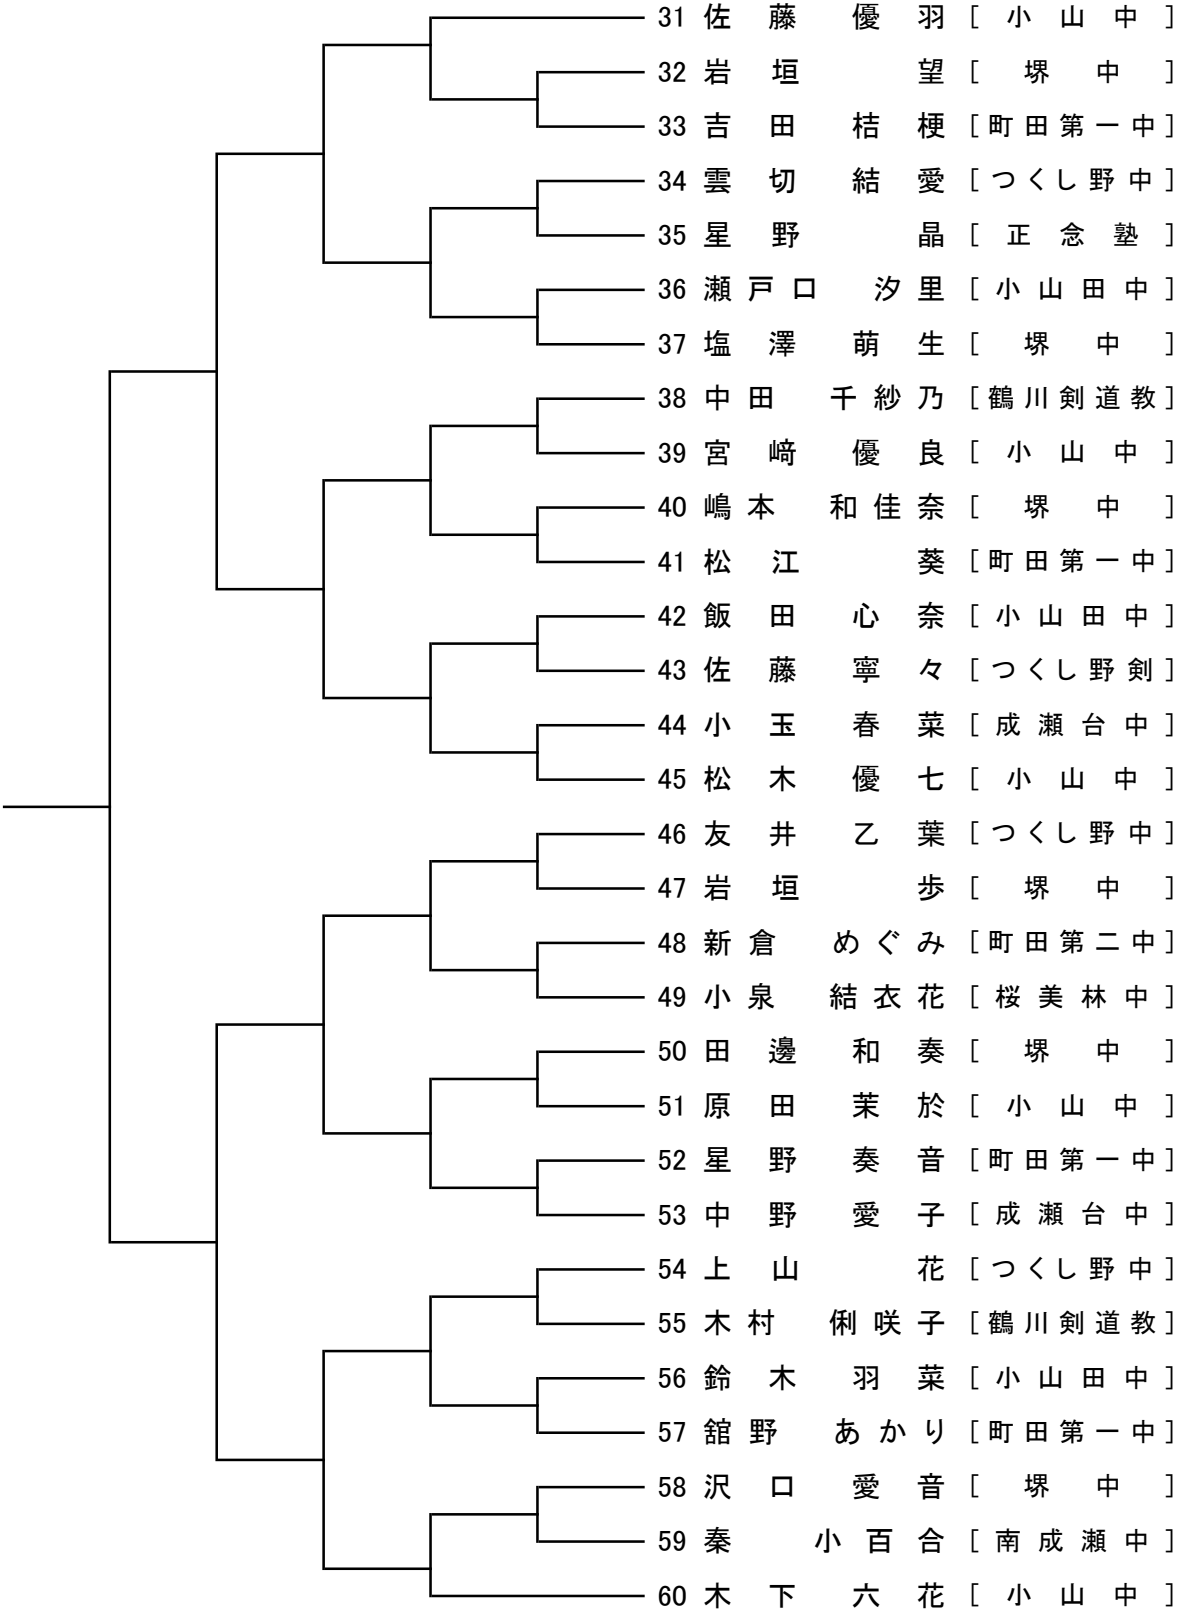 31 佐藤 優羽 [小山中]
32 岩垣 望 [堺中]
33 吉田 桔梗 [町田第一中]
34 雲切 結愛 [つくし野中]
35 星野 晶 [正念塾]
36 瀬戸口 汐里 [小山田中]
37 塩澤 萌生 [堺中]
38 中田 千紗乃 [鶴川剣道教]
39 宮﨑 優良 [小山中]
40 嶋本 和佳奈 [堺中]
41 松江 葵 [町田第一中]
42 飯田 心奈 [小山田中]
43 佐藤 寧々 [つくし野剣]
44 小玉 春菜 [成瀬台中]
45 松木 優七 [小山中]
46 友井 乙葉 [つくし野中]
47 岩垣 歩 [堺中]
48 新倉 めぐみ [町田第二中]
49 小泉 結衣花 [桜美林中]
50 田邊 和奏 [堺中]
51 原田 茉於 [小山中]
52 星野 奏音 [町田第一中]
53 中野 愛子 [成瀬台中]
54 上山 花 [つくし野中]
55 木村 俐咲子 [鶴川剣道教]
56 鈴木 羽菜 [小山田中]
57 舘野 あかり [町田第一中]
58 沢口 愛音 [堺中]
59 秦 小百合 [南成瀬中]
60 木下 六花 [小山中]